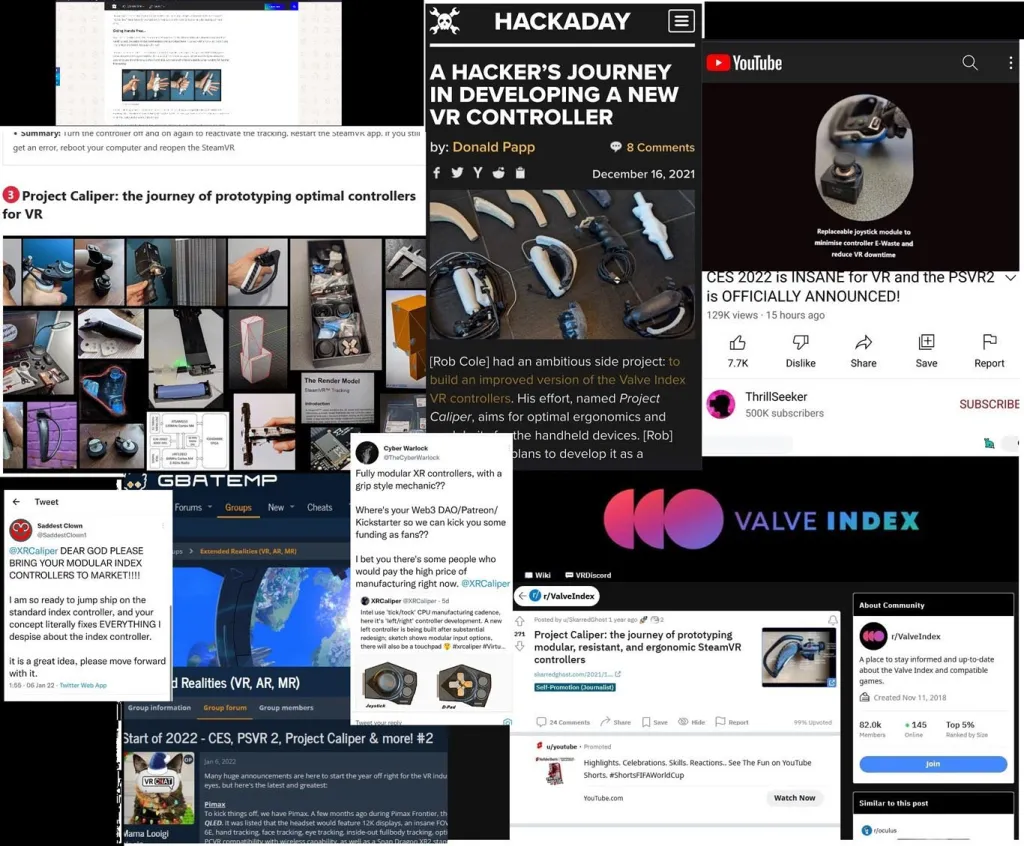 Going Hands Free...
• Summary: Turn the controller off and on again to reactivate the tracking, restart the SteamVR app. If you still
get an error, reboot your computer and reopen the SteamVR
3 Project Caliper: the journey of prototyping optimal controllers
for VR
The Render Model
SteamVR™ Tracking
Introduction
HACKADAY
A HACKER'S JOURNEY
IN DEVELOPING A NEW
VR CONTROLLER
by: Donald Papp
8 Comments
December 16, 2021
[Rob Cole] had an ambitious side project: to
build an improved version of the Valve Index
VR controllers. His effort, named Project
Caliper, aims for optimal ergonomics and
for the handheld devices. [Rob]
plans to develop it as a
YouTube
Replaceable joystick module to
minimise controller E-Waste and
reduce VR downtime
CES 2022 is INSANE for VR and the PSVR2
is OFFICIALLY ANNOUNCED!
129K views · 15 hours ago
7.7K
Dislike
Share
Save
Report
ThrillSeeker
500K subscribers
SUBSCRIBE
Tweet
Saddest Clown
@SaddestClown1
@XRCaliper DEAR GOD PLEASE
BRING YOUR MODULAR INDEX
CONTROLLERS TO MARKET!!!!
I am so ready to jump ship on the
standard index controller, and your
concept literally fixes EVERYTHING I
despise about the index controller.
it is a great idea, please move forward
with it.
1:55 · 06 Jan 22 · Twitter Web App
GBATEMP
Forums
Groups
New
Cheats
ups > Extended Realities (VR, AR, MR)
d Realities (VR, AR, MR)
Group information
Group forum
Group members
Start of 2022 - CES, PSVR 2, Project Caliper & more! #2
OP
VRCHAT
Mama Looigi
Jan 6, 2022
Many huge announcements are here to start the year off right for the VR indu
eyes, but here's the latest and greatest:
Pimax
To kick things off, we have Pimax. A few months ago during Pimax Frontier, th
QLED. It was listed that the headset would feature 12K displays, an insane FOV
6E, hand tracking, face tracking, eye tracking, inside-out fullbody tracking, opti
PCVR compatibility with wireless capability, as well as a Snap Dragon XR2 stan
Cyber Warlock
@ThaCyberWarlock
Fully modular XR controllers, with a
grip style mechanic??
Where's your Web3 DAO/Patreon/
Kickstarter so we can kick you some
funding as fans??
I bet you there's some people who
would pay the high price of
manufacturing right now. @XRCaliper
XRCaliper @XRCaliper · 5d
Intel use 'tick/tock' CPU manufacturing cadence,
here it's 'left/right' controller development. A new
left controller is being built after substantial
redesign; sketch shows modular input options,
there will also be a touchpad #xrcaliper #Virtu...
Joystick
D-Pad
Tweet your reply
VALVE INDEX
Wiki
VRDiscord
r/ValveIndex
Posted by u/SkarredGhost 1 year ago
2
271
Project Caliper: the journey of prototyping
modular, resistant, and ergonomic SteamVR
controllers
skarredghost.com/2021/1...
Self-Promotion (Journalist)
24 Comments
Share
Save
Hide
Report
99% Upvoted
u/youtube · Promoted
Highlights. Celebrations. Skills. Reactions.. See The Fun on YouTube
Shorts. #ShortsFIFAWorldCup
YouTube.com
Watch Now
About Community
r/ValveIndex
A place to stay informed and up-to-date
about the Valve Index and compatible
games.
Created Nov 11, 2018
82.0k
145
Top 5%
Members
Online
Ranked by Size
Join
Similar to this post
r/oculus